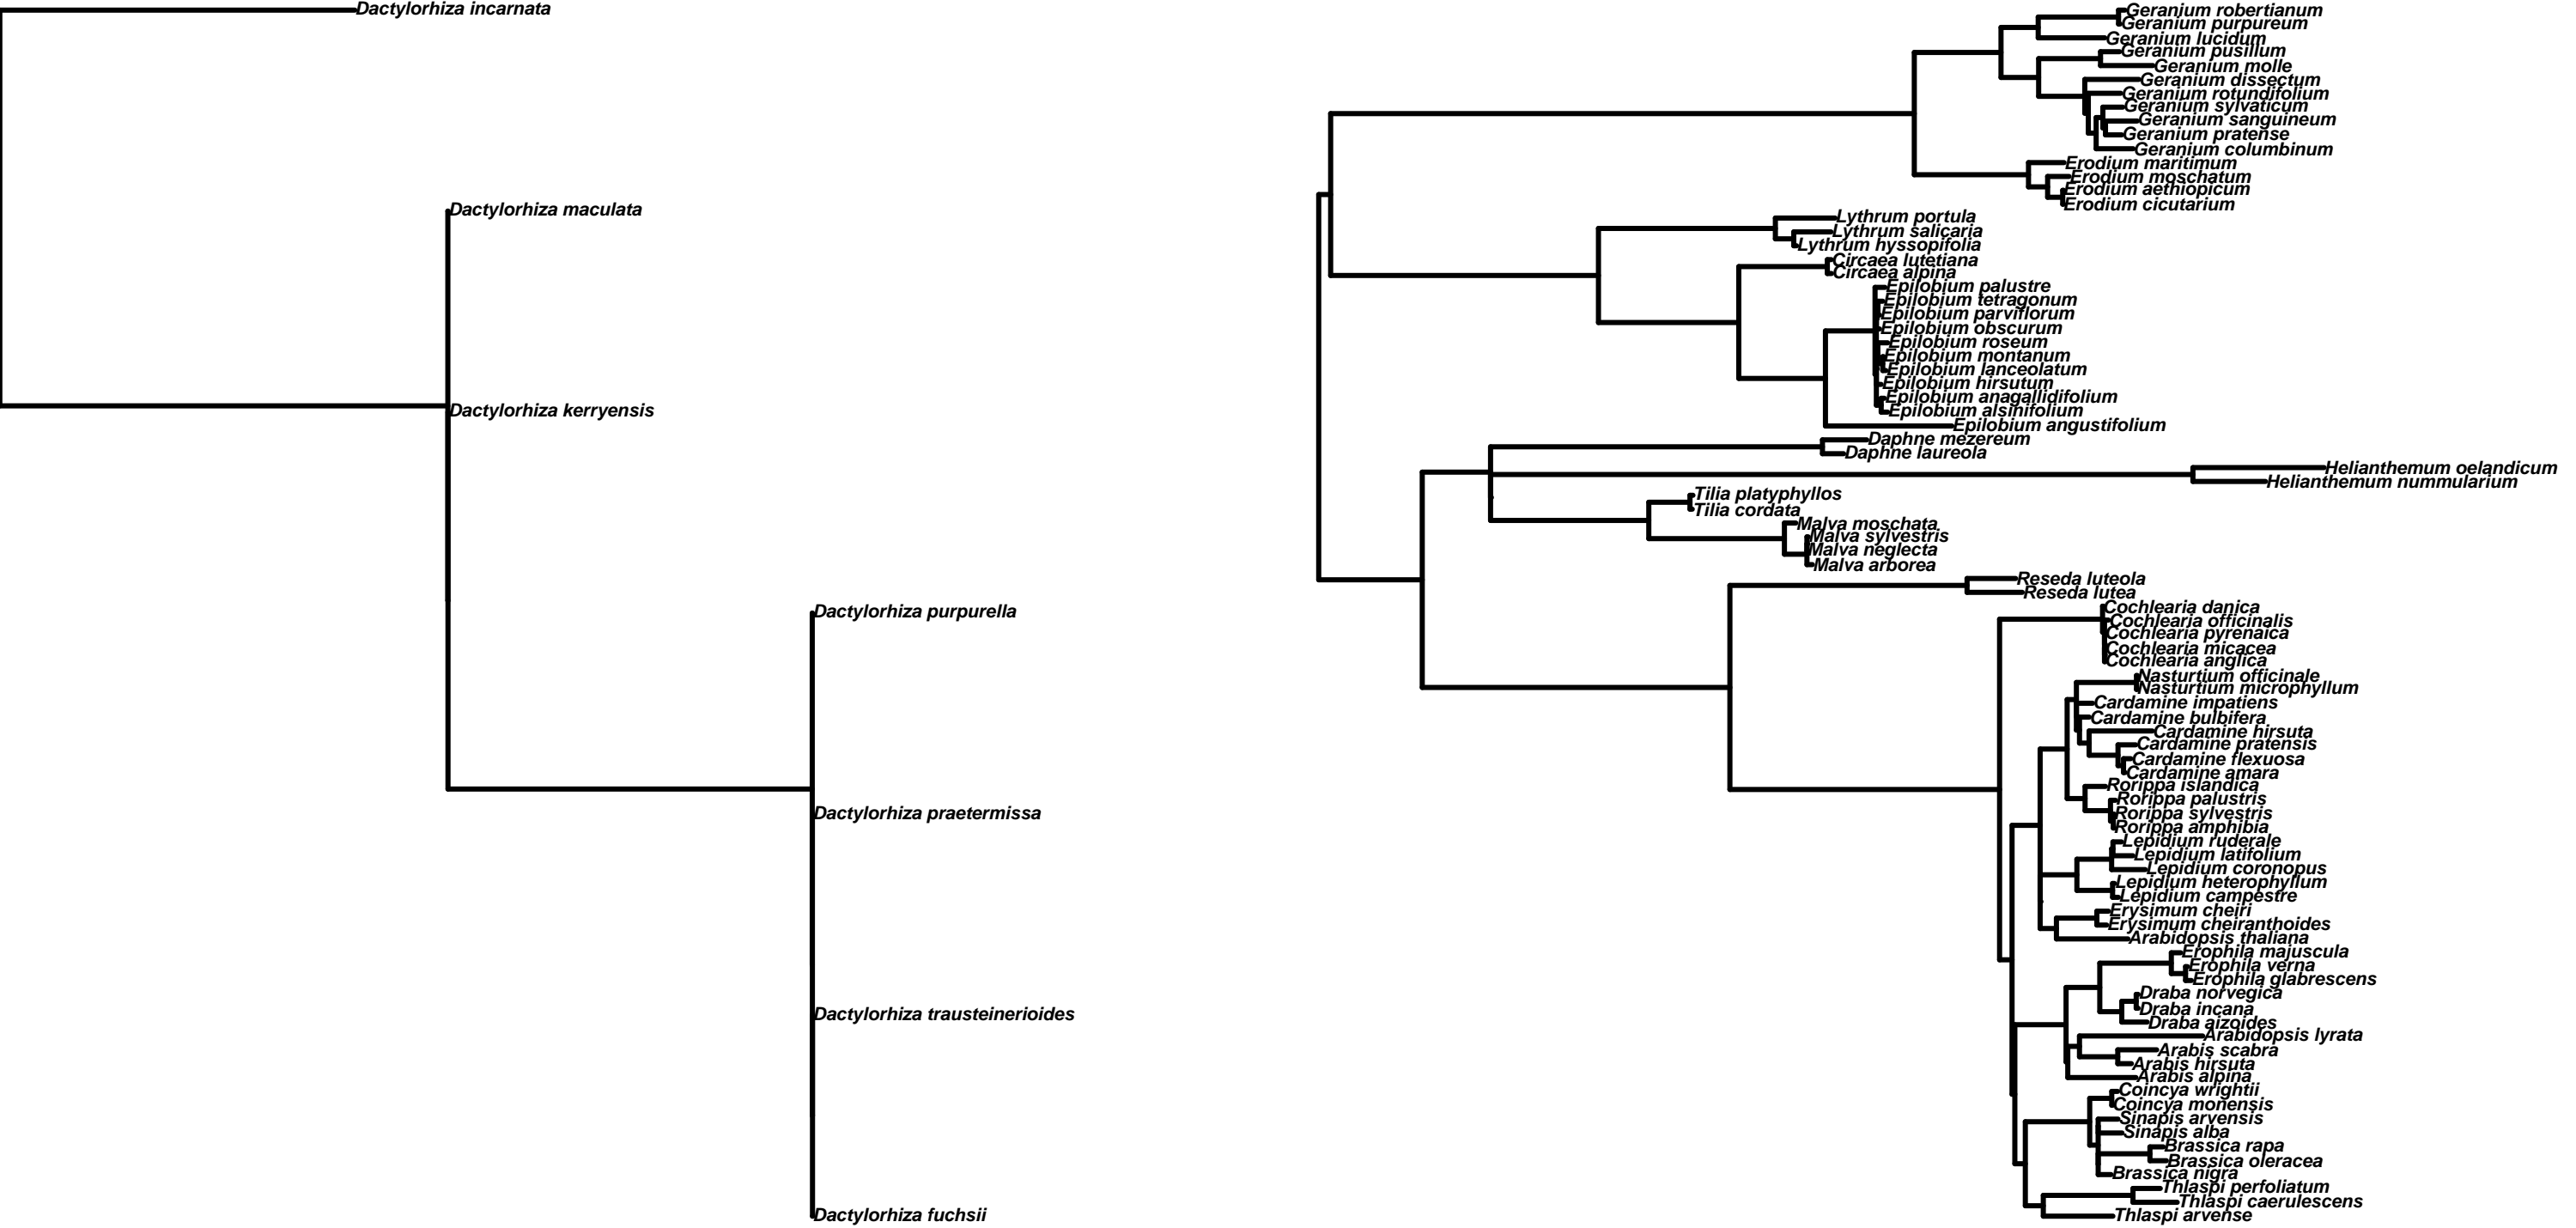 Dactylorhiza incarnata
Dactylorhiza maculata
Dactylorhiza kerryensis
Dactylorhiza purpurella
Dactylorhiza praetermissa
Dactylorhiza trausteinerioides
Dactylorhiza fuchsii
Geranium robertianum
Geranium purpureum
Geranium lucidum
Geranium pusillum
Geranium molle
Geranium dissectum
Geranium rotundifolium
Geranium sylvaticum
Geranium sanguineum
Geranium pratense
Geranium columbinum
Erodium maritimum
Erodium moschatum
Erodium aethiopicum
Erodium cicutarium
Lythrum portula
Lythrum salicaria
Lythrum hyssopifolia
Circaea lutetiana
Circaea alpina
Epilobium palustre
Epilobium tetragonum
Epilobium parviflorum
Epilobium obscurum
Epilobium roseum
Epilobium montanum
Epilobium lanceolatum
Epilobium hirsutum
Epilobium anagallidifolium
Epilobium alsinifolium
Epilobium angustifolium
Daphne mezereum
Daphne laureola
Helianthemum oelandicum
Helianthemum nummularium
Tilia platyphyllos
Tilia cordata
Malva moschata
Malva sylvestris
Malva neglecta
Malva arborea
Reseda luteola
Reseda lutea
Cochlearia danica
Cochlearia officinalis
Cochlearia pyrenaica
Cochlearia micacea
Cochlearia anglica
Nasturtium officinale
Nasturtium microphyllum
Cardamine impatiens
Cardamine bulbifera
Cardamine hirsuta
Cardamine pratensis
Cardamine flexuosa
Cardamine amara
Rorippa islandica
Rorippa palustris
Rorippa sylvestris
Rorippa amphibia
Lepidium ruderale
Lepidium latifolium
Lepidium coronopus
Lepidium heterophyllum
Lepidium campestre
Erysimum cheiri
Erysimum cheiranthoides
Arabidopsis thaliana
Erophila majuscula
Erophila verna
Erophila glabrescens
Draba norvegica
Draba incana
Draba aizoides
Arabidopsis lyrata
Arabis scabra
Arabis hirsuta
Arabis alpina
Coincya wrightii
Coincya monensis
Sinapis arvensis
Sinapis alba
Brassica rapa
Brassica oleracea
Brassica nigra
Thlaspi perfoliatum
Thlaspi caerulescens
Thlaspi arvense